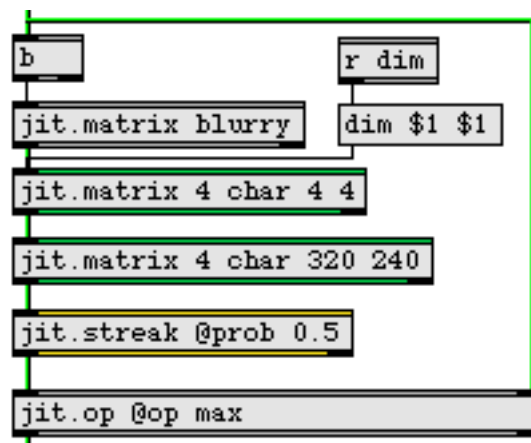 b
r dim
jit.matrix blurry
dim $1 $1
jit.matrix 4 char 4 4
jit.matrix 4 char 320 240
jit.streak @prob 0.5
jit.op @op max